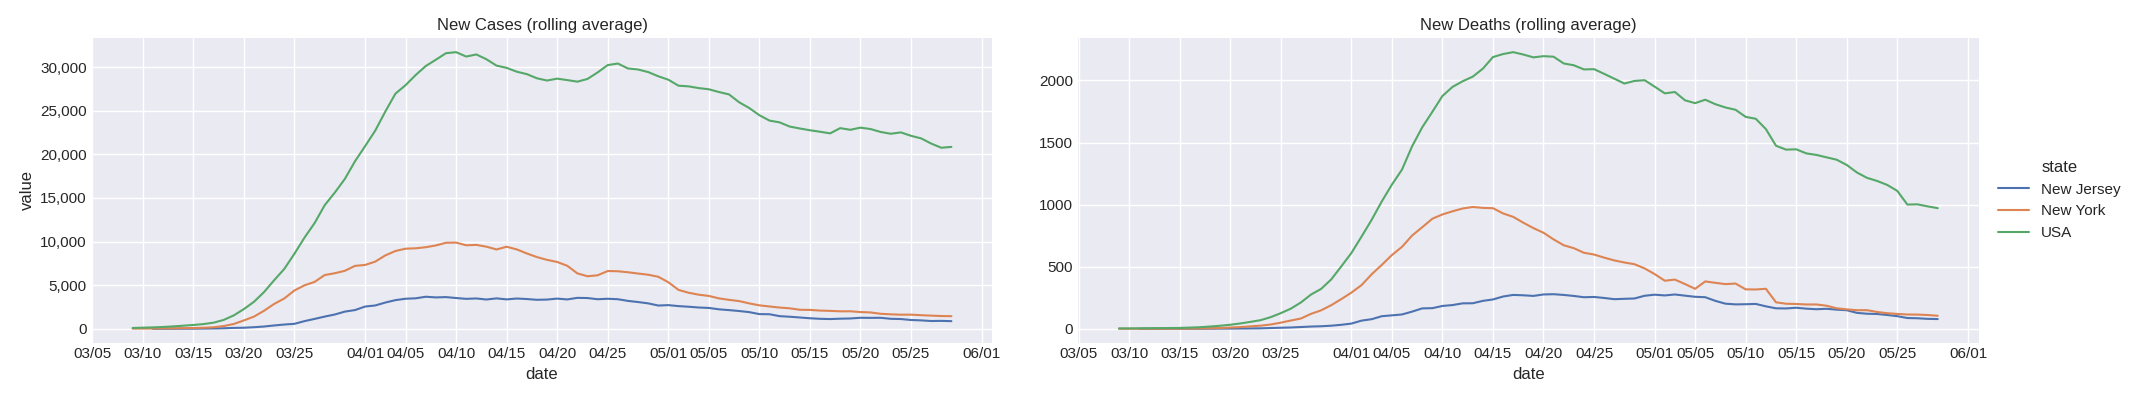 New Cases (rolling average)
30,000
25,000
20,000
15,000
10,000
5,000
0
value
03/05 03/10 03/15 03/20 03/25 04/01 04/05 04/10 04/15 04/20 04/25 05/01 05/05 05/10 05/15 05/20 05/25 06/01
date
New Deaths (rolling average)
2000
1500
1000
500
0
03/05 03/10 03/15 03/20 03/25 04/01 04/05 04/10 04/15 04/20 04/25 05/01 05/05 05/10 05/15 05/20 05/25 06/01
date
state
New Jersey
New York
USA